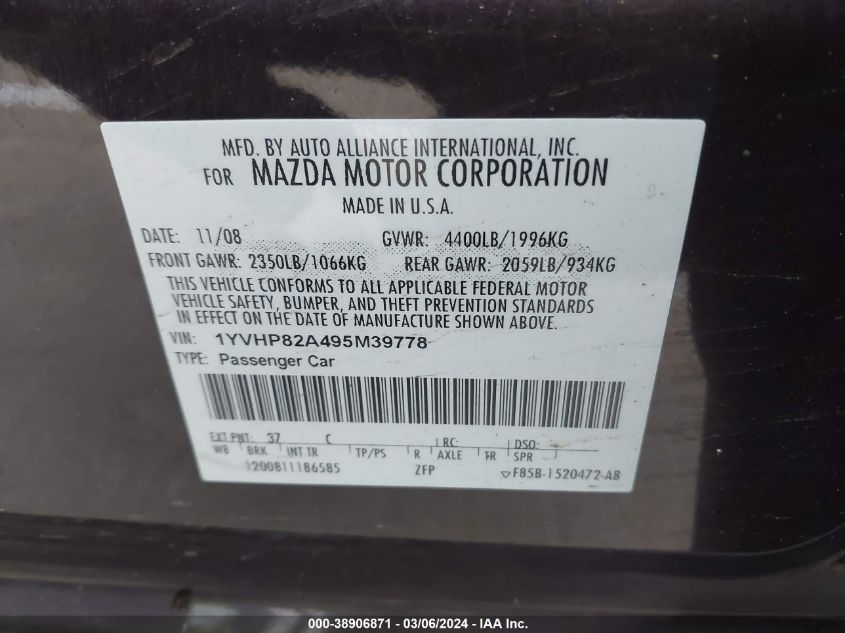 MFD. BY AUTO ALLIANCE INTERNATIONAL, INC.
FOR MAZDA MOTOR CORPORATION
MADE IN U.S.A.
DATE: 11/08 GVWR: 4400LB/1996KG
FRONT GAWR: 2350LB/1066KG REAR GAWR: 2059LB/934KG
THIS VEHICLE CONFORMS TO ALL APPLICABLE FEDERAL MOTOR
VEHICLE SAFETY, BUMPER, AND THEFT PREVENTION STANDARDS
IN EFFECT ON THE DATE OF MANUFACTURE SHOWN ABOVE.
VIN: 1YVHP82A495M39778
TYPE: Passenger Car
EXT PNT: 37 C RC: DSO:
WB BRK INT TR TP/PS R AXLE TR SPR
1200811186585 ZFP F85B-1520472-AB
000-38906871 - 03/06/2024 - IAA Inc.